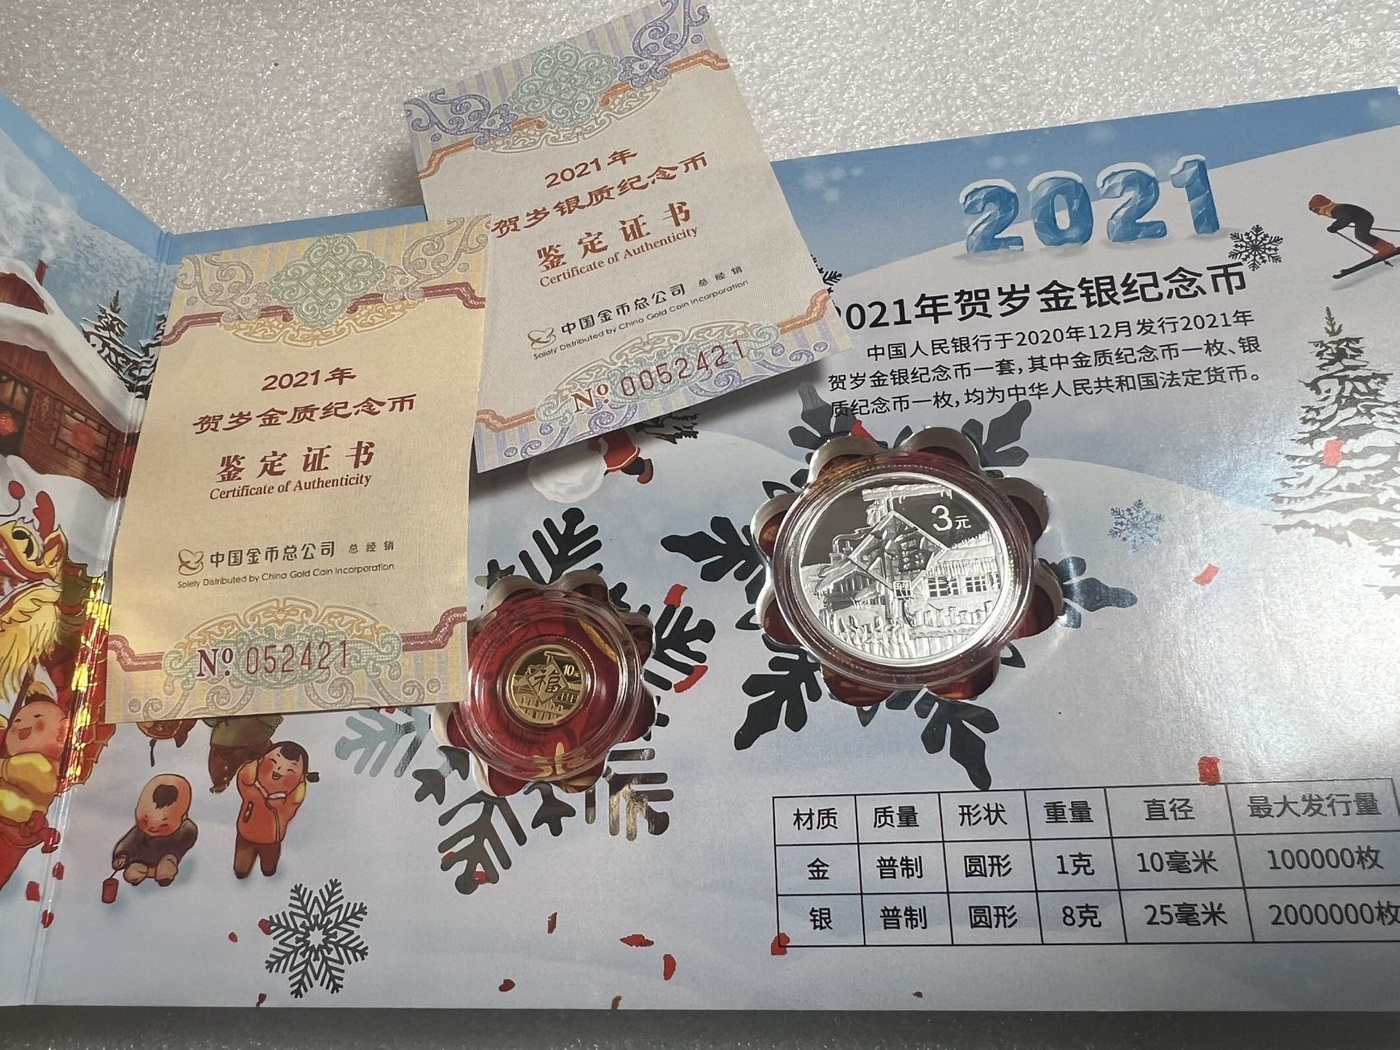 2021年
贺岁银质纪念币
鉴定证书
Certificate of Authenticity
中国金币总公司 总经销
Solely Distributed by China Gold Coin Incorporation
Nº 0052421
2021年
贺岁金质纪念币
鉴定证书
Certificate of Authenticity
中国金币总公司 总经销
Solely Distributed by China Gold Coin Incorporation
Nº 052421
2021
2021年贺岁金银纪念币
中国人民银行于2020年12月发行2021年
贺岁金银纪念币一套，其中金质纪念币一枚、银
质纪念币一枚，均为中华人民共和国法定货币。
3元
福
10
福
材质 质量 形状 重量 直径 最大发行量
金 普制 圆形 1克 10毫米 100000枚
银 普制 圆形 8克 25毫米 2000000枚